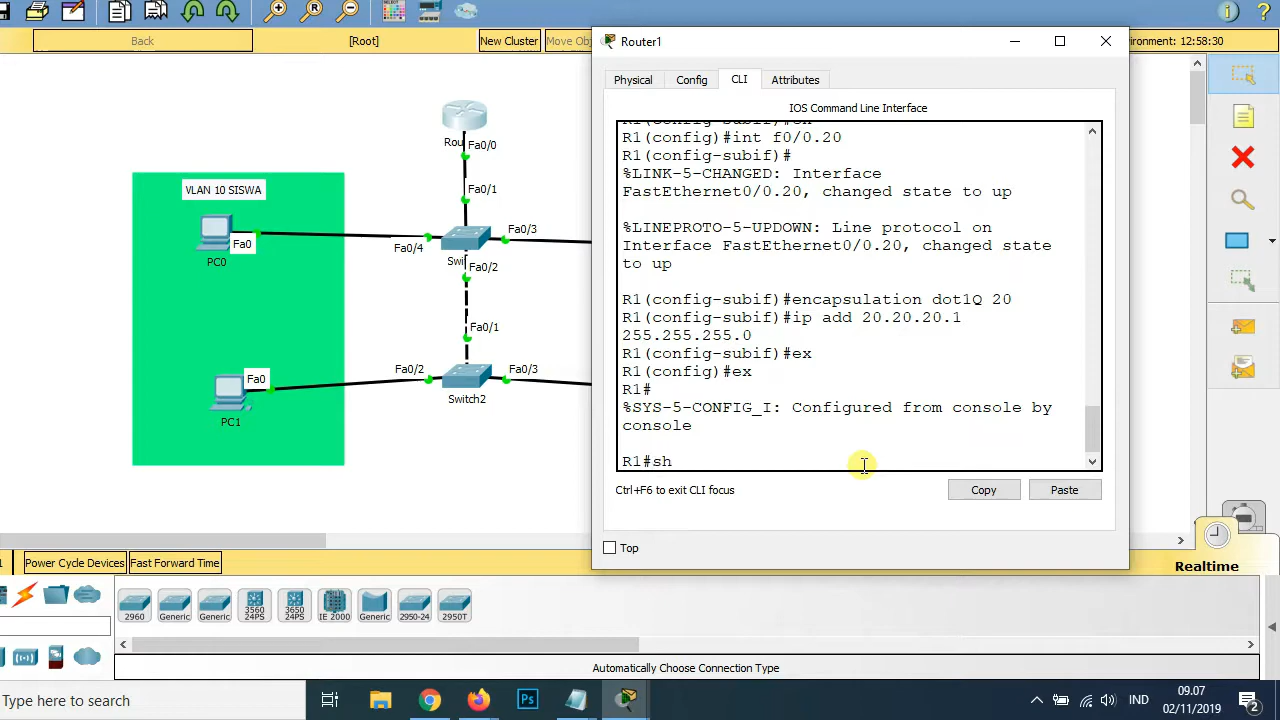 Back
[Root]
New Cluster
Move Obj
Router1
ironment: 12:58:30
Physical
Config
CLI
Attributes
IOS Command Line Interface
R1(config)#int f0/0.20
R1(config-subif)#
%LINK-5-CHANGED: Interface
FastEthernet0/0.20, changed state to up
%LINEPROTO-5-UPDOWN: Line protocol on
Interface FastEthernet0/0.20, changed state
to up
R1(config-subif)#encapsulation dot1Q 20
R1(config-subif)#ip add 20.20.20.1
255.255.255.0
R1(config-subif)#ex
R1(config)#ex
R1#
%SYS-5-CONFIG_I: Configured from console by
console
R1#sh
Ctrl+F6 to exit CLI focus
Copy
Paste
Top
VLAN 10 SISWA
Fa0
PC0
Fa0
PC1
Rou
Fa0/0
Fa0/1
Fa0/4
Fa0/3
Swi
Fa0/2
Fa0/1
Fa0/2
Fa0/3
Switch2
Power Cycle Devices
Fast Forward Time
Realtime
2960
Generic
Generic
3560
24PS
3650
24PS
IE 2000
Generic
2950-24
2950T
Automatically Choose Connection Type
Type here to search
Ps
IND
09.07
02/11/2019
2